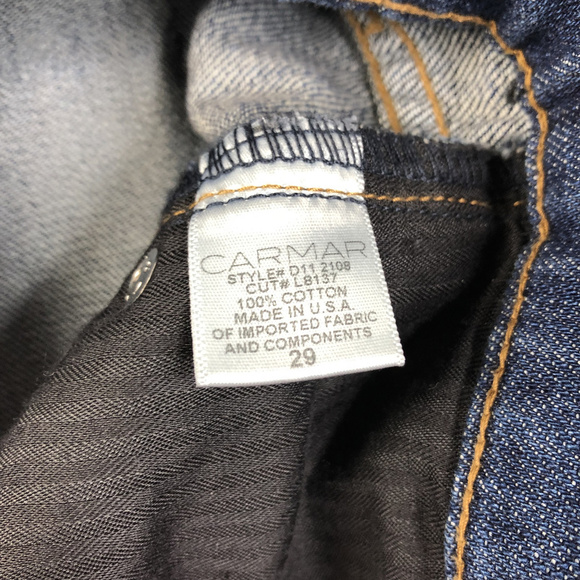 CARMAR
STYLE# D11 2108
CUT# L8137
100% COTTON
MADE IN U.S.A.
OF IMPORTED FABRIC
AND COMPONENTS
29